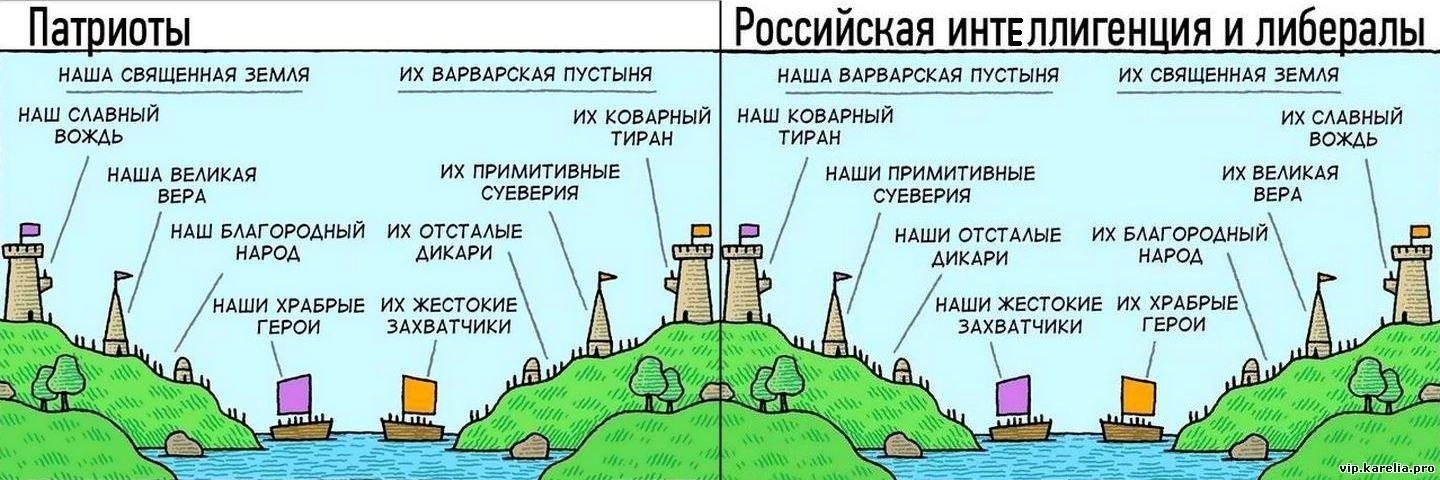 Патриоты
НАША СВЯЩЕННАЯ ЗЕМЛЯ
ИХ ВАРВАРСКАЯ ПУСТЫНЯ
НАШ СЛАВНЫЙ
ВОЖДЬ
ИХ КОВАРНЫЙ
ТИРАН
НАША ВЕЛИКАЯ
ВЕРА
ИХ ПРИМИТИВНЫЕ
СУЕВЕРИЯ
НАШ БЛАГОРОДНЫЙ
НАРОД
ИХ ОТСТАЛЫЕ
ДИКАРИ
НАШИ ХРАБРЫЕ
ГЕРОИ
ИХ ЖЕСТОКИЕ
ЗАХВАТЧИКИ
Российская интЕллигенция и либералы
НАША ВАРВАРСКАЯ ПУСТЫНЯ
ИХ СВЯЩЕННАЯ ЗЕМЛЯ
НАШ КОВАРНЫЙ
ТИРАН
ИХ СЛАВНЫЙ
ВОЖДЬ
НАШИ ПРИМИТИВНЫЕ
СУЕВЕРИЯ
ИХ ВЕЛИКАЯ
ВЕРА
НАШИ ОТСТАЛЫЕ
ДИКАРИ
ИХ БЛАГОРОДНЫЙ
НАРОД
НАШИ ЖЕСТОКИЕ
ЗАХВАТЧИКИ
ИХ ХРАБРЫЕ
ГЕРОИ
vip.karelia.pro